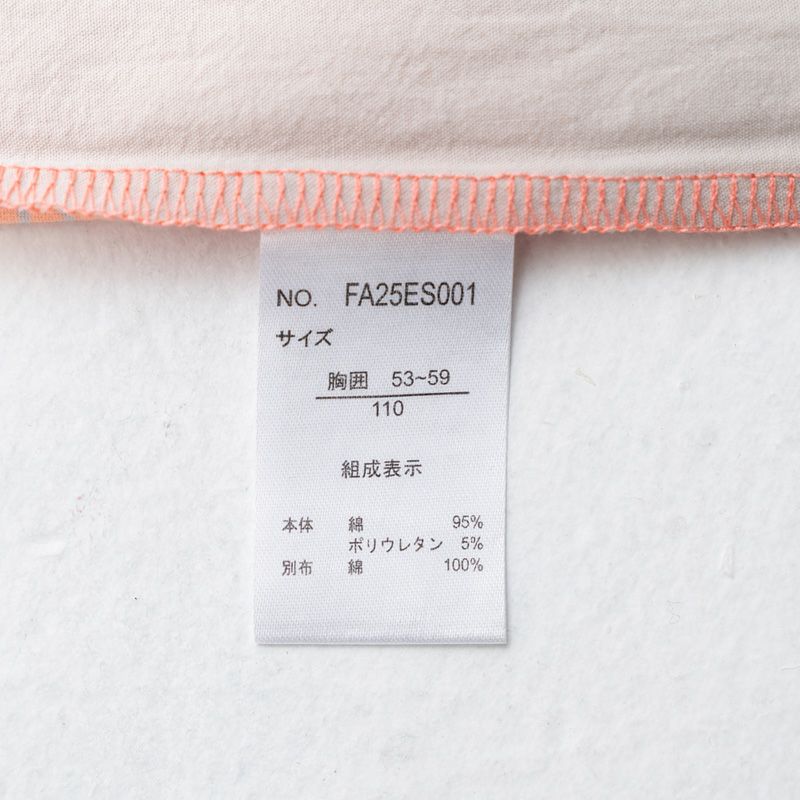 NO. FA25ES001
サイズ
胸囲 53~59
110
組成表示
本体 綿 95%
ポリウレタン 5%
別布 綿 100%